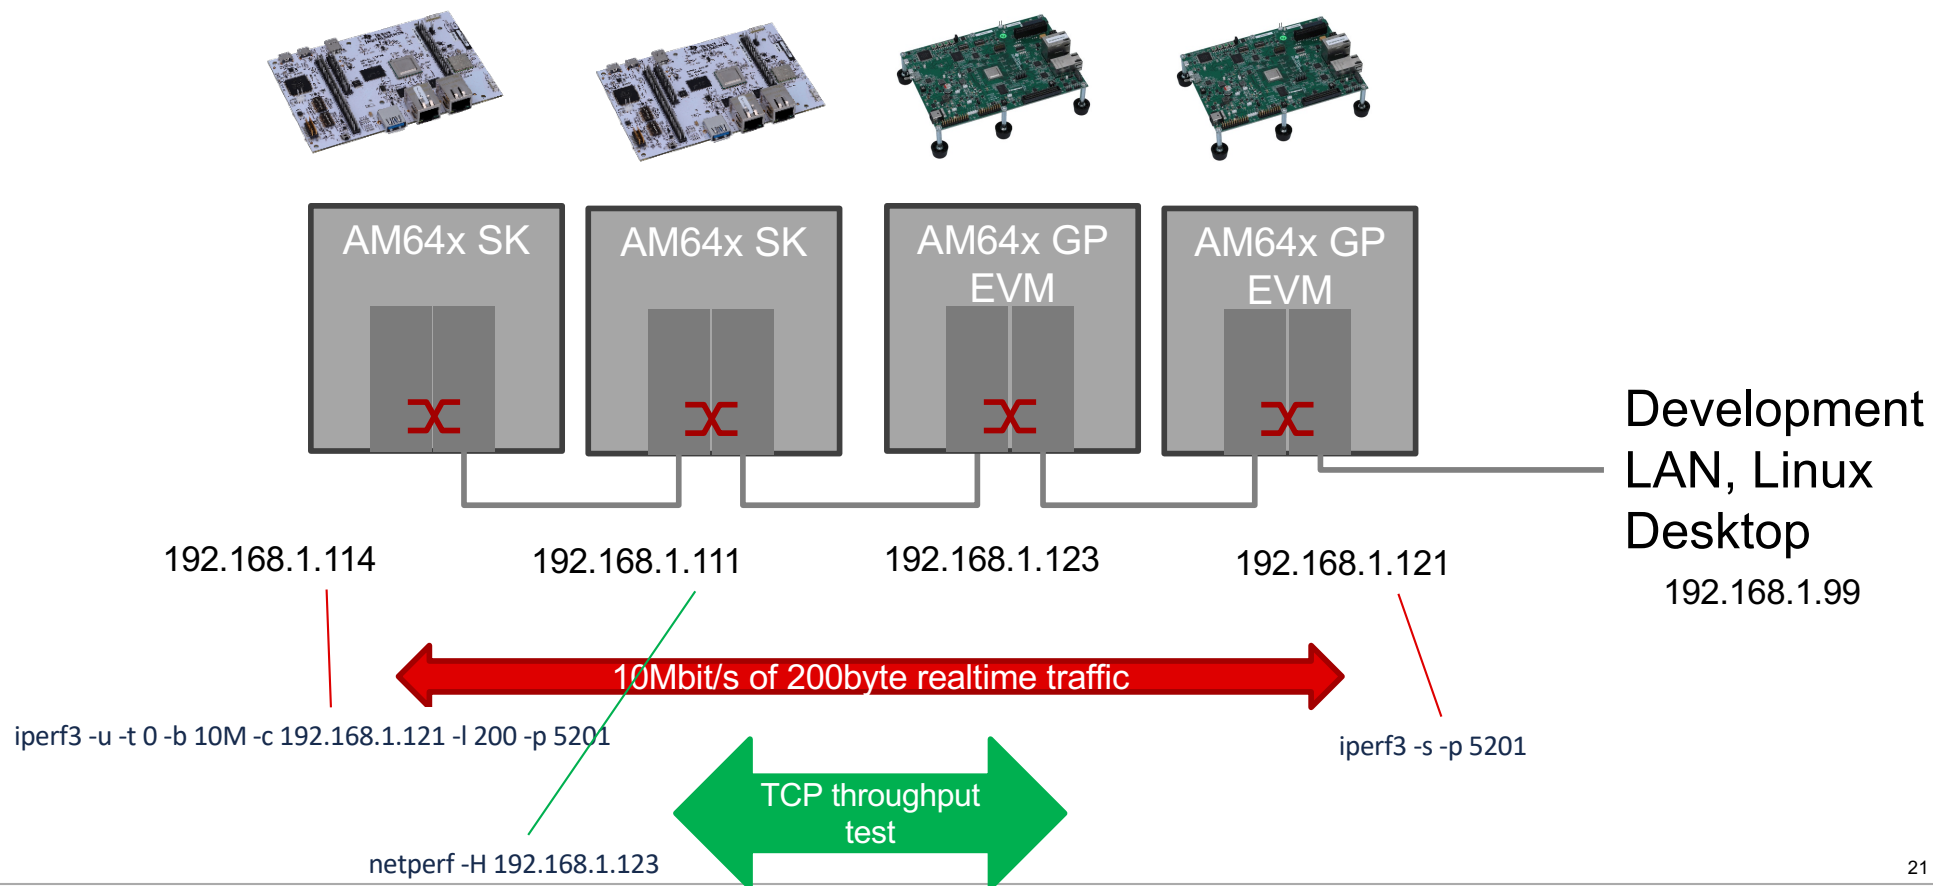 AM64x SK
AM64x SK
AM64x GP
EVM
AM64x GP
EVM
Development
LAN, Linux
Desktop
192.168.1.99
192.168.1.114
192.168.1.111
192.168.1.123
192.168.1.121
10Mbit/s of 200byte realtime traffic
iperf3 -u -t 0 -b 10M -c 192.168.1.121 -l 200 -p 5201
iperf3 -s -p 5201
TCP throughput
test
netperf -H 192.168.1.123
21